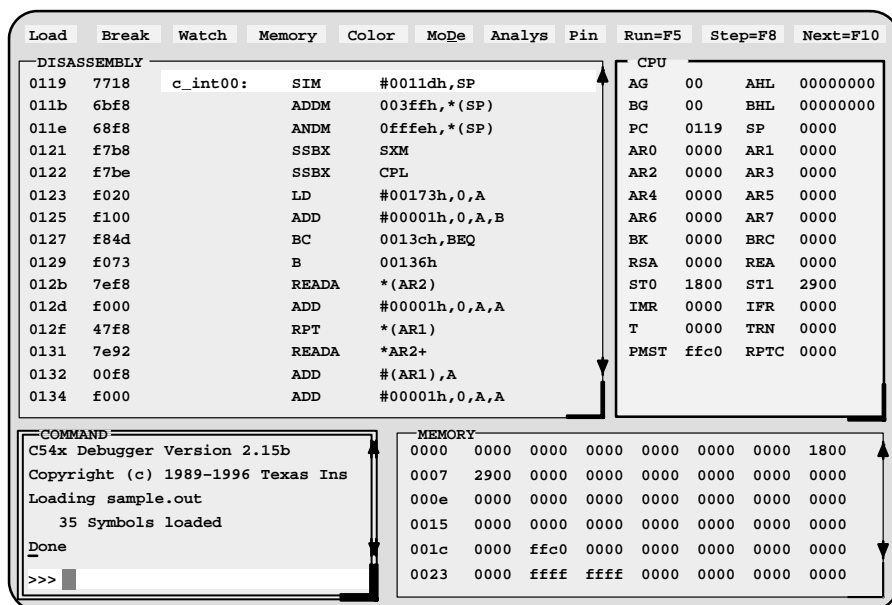 Load Break Watch Memory Color MoDe Analys Pin Run=F5 Step=F8 Next=F10
DISASSEMBLY
0119 7718 c_int00: SIM #0011dh,SP
011b 6bf8 ADDM 003ffh,*(SP)
011e 68f8 ANDM 0fffeh,*(SP)
0121 f7b8 SSBX SXM
0122 f7be SSBX CPL
0123 f020 LD #00173h,0,A
0125 f100 ADD #00001h,0,A,B
0127 f84d BC 0013ch,BEQ
0129 f073 B 00136h
012b 7ef8 READA *(AR2)
012d f000 ADD #00001h,0,A,A
012f 47f8 RPT *(AR1)
0131 7e92 READA *AR2+
0132 00f8 ADD #(AR1),A
0134 f000 ADD #00001h,0,A,A
CPU
AG 00 AHL 00000000
BG 00 BHL 00000000
PC 0119 SP 0000
AR0 0000 AR1 0000
AR2 0000 AR3 0000
AR4 0000 AR5 0000
AR6 0000 AR7 0000
BK 0000 BRC 0000
RSA 0000 REA 0000
ST0 1800 ST1 2900
IMR 0000 IFR 0000
T 0000 TRN 0000
PMST ffc0 RPTC 0000
COMMAND
C54x Debugger Version 2.15b
Copyright (c) 1989-1996 Texas Ins
Loading sample.out
35 Symbols loaded
Done
>>>
MEMORY
0000 0000 0000 0000 0000 0000 0000 1800
0007 2900 0000 0000 0000 0000 0000 0000
000e 0000 0000 0000 0000 0000 0000 0000
0015 0000 0000 0000 0000 0000 0000 0000
001c 0000 ffc0 0000 0000 0000 0000 0000
0023 0000 ffff ffff 0000 0000 0000 0000